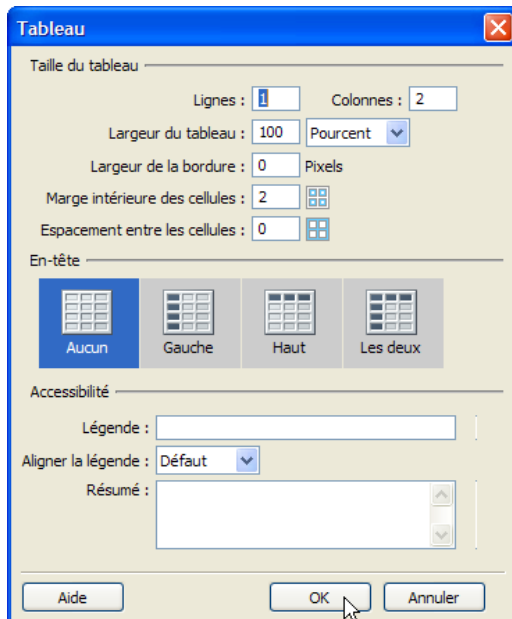 Tableau
Taille du tableau
Lignes : 1 Colonnes : 2
Largeur du tableau : 100 Pourcent
Largeur de la bordure : 0 Pixels
Marge intérieure des cellules : 2
Espacement entre les cellules : 0
En-tête
Aucun Gauche Haut Les deux
Accessibilité
Légende :
Aligner la légende : Défaut
Résumé :
Aide OK Annuler